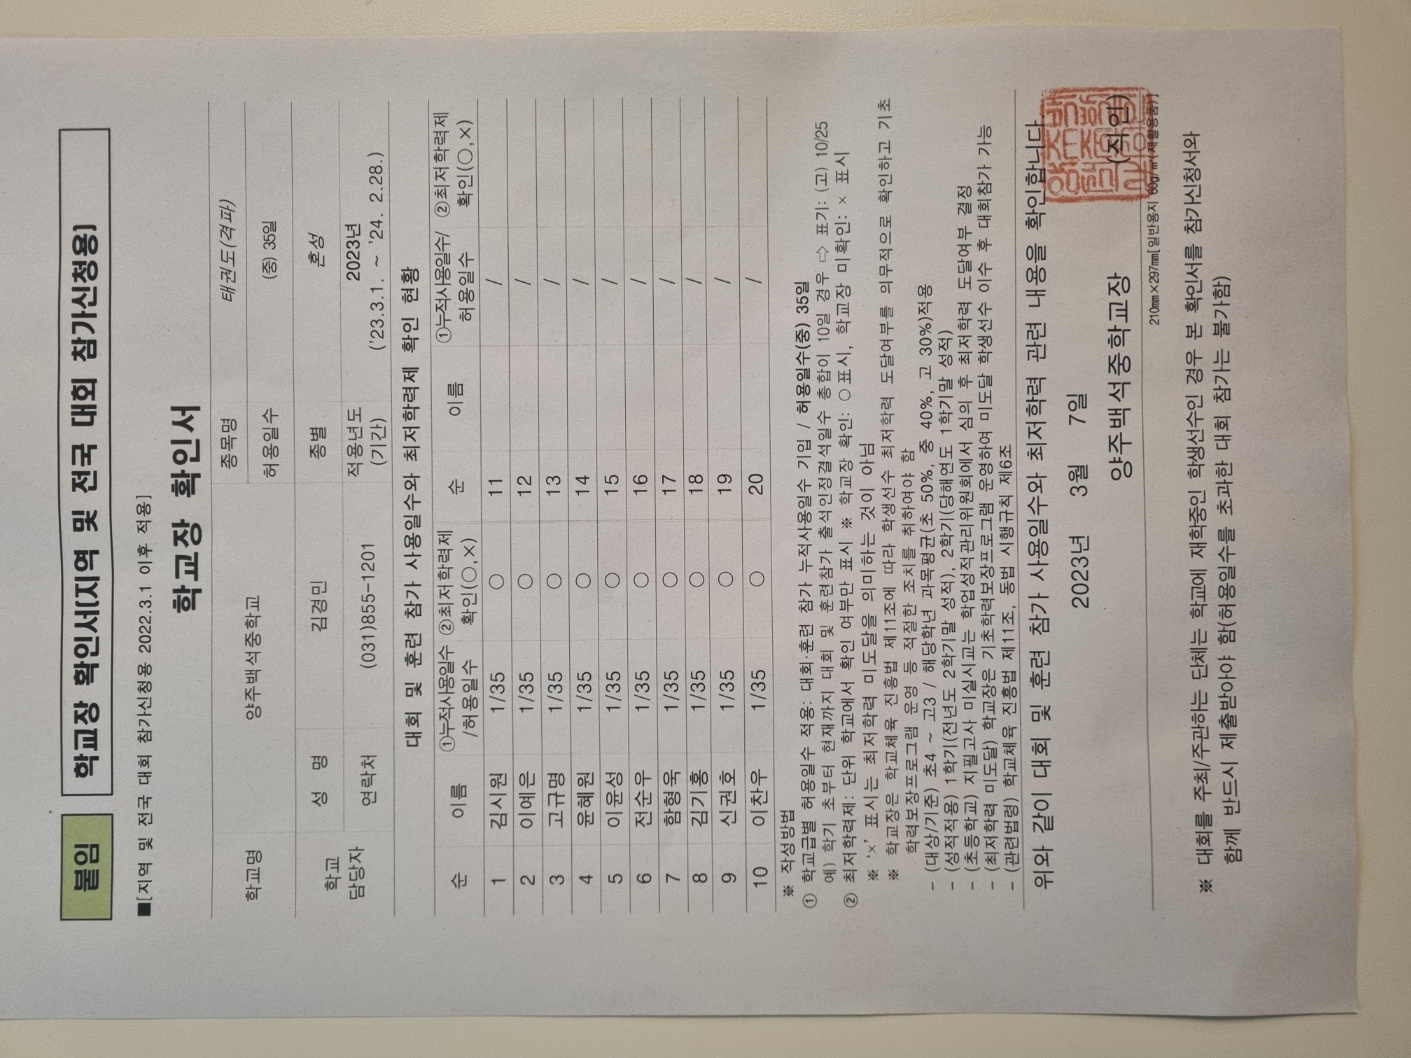 붙임 학교장 확인서(지역 및 전국 대회 참가신청용)
■[지역 및 전국 대회 참가신청용 2022.3.1 이후 적용]
학교장 확인서
학교명 양주백석중학교 종목명 태권도(격파)
허용일수 (중) 35일
학교 담당자 성 명 김경민 종별 혼성
연락처 (031)855-1201 적용년도 (기간) 2023년 ('23.3.1. ~ '24. 2.28.)
대회 및 훈련 참가 사용일수와 최저학력제 확인 현황
순 이름 ①누적사용일수/허용일수 ②최저학력제 확인(○,×) 순 이름 ①누적사용일수/허용일수 ②최저학력제 확인(○,×)
1 김시원 1/35 ○ 11 /
2 이예은 1/35 ○ 12 /
3 고규명 1/35 ○ 13 /
4 윤혜원 1/35 ○ 14 /
5 이윤성 1/35 ○ 15 /
6 전순우 1/35 ○ 16 /
7 함형욱 1/35 ○ 17 /
8 김기홍 1/35 ○ 18 /
9 신권호 1/35 ○ 19 /
10 이찬우 1/35 ○ 20 /
※ 작성방법
① 학교급별 허용일수 적용: 대회·훈련 참가 누적사용일수 기입 / 허용일수(중) 35일
예) 학기 초부터 현재까지 대회 및 훈련참가 출석인정결석일수 총합이 10일 경우 ⇨ 표기: (고) 10/25
② 최저학력제: 단위 학교에서 확인 여부만 표시 ※ 학교장 확인: ○표시, 학교장 미확인: × 표시
※ '×' 표시는 최저학력 미도달을 의미하는 것이 아님
※ 학교장은 학교체육 진흥법 제11조에 따라 학생선수 최저학력 도달여부를 의무적으로 확인하고 기초
학력보장프로그램 운영 등 적절한 조치를 취하여야 함
- (대상/기준) 초4 ~ 고3 / 해당학년 과목평균(초 50%, 중 40%, 고 30%)적용
- (성적적용) 1학기(전년도 2학기말 성적), 2학기(당해연도 1학기말 성적)
- (초등학교) 지필고사 미실시교는 학업성적관리위원회에서 심의 후 최저학력 도달여부 결정
- (최저학력 미도달) 학교장은 기초학력보장프로그램 운영하여 미도달 학생선수 이수 후 대회참가 가능
- (관련법령) 학교체육 진흥법 제11조, 동법 시행규칙 제6조
위와 같이 대회 및 훈련 참가 사용일수와 최저학력 관련 내용을 확인합니다.
2023년 3월 7일
양주백석중학교장 (직인)
210mm×297mm[일반용지 60g/㎡(재활용품)]
※ 대회를 주최/주관하는 단체는 학교에 재학중인 학생선수인 경우 본 확인서를 참가신청서와
함께 반드시 제출받아야 함(허용일수를 초과한 대회 참가는 불가함)